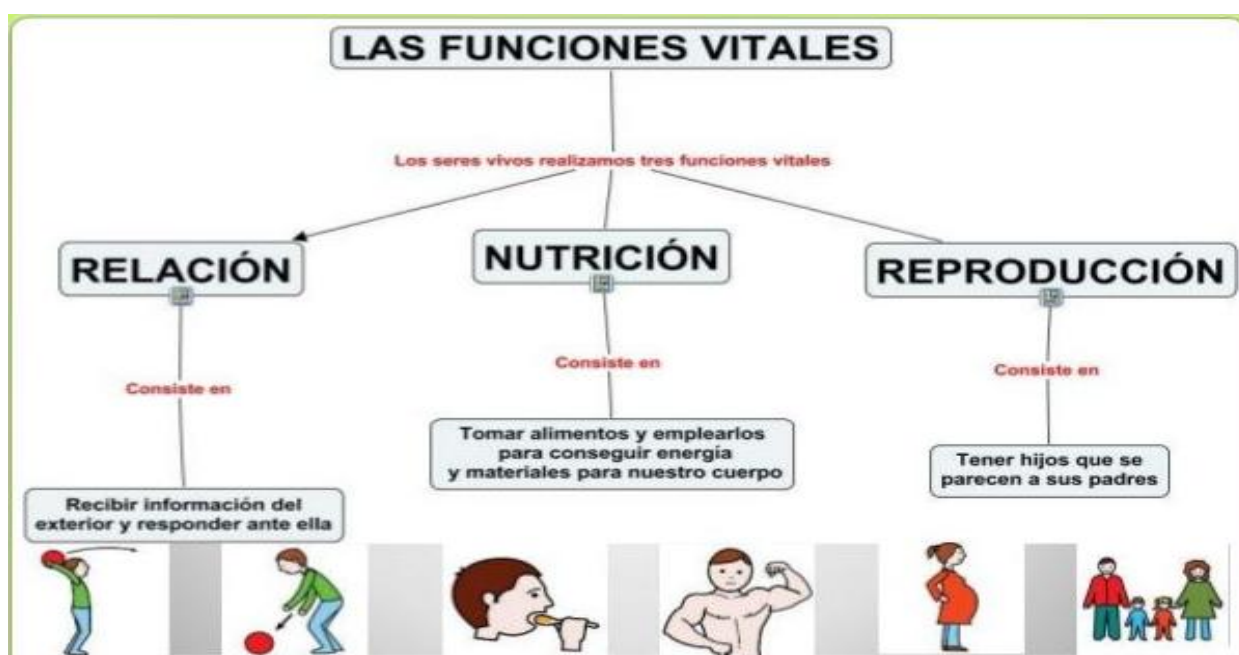 LAS FUNCIONES VITALES
Los seres vivos realizamos tres funciones vitales
RELACIÓN
NUTRICIÓN
REPRODUCCIÓN
Consiste en
Consiste en
Consiste en
Recibir información del
exterior y responder ante ella
Tomar alimentos y emplearlos
para conseguir energía
y materiales para nuestro cuerpo
Tener hijos que se
parecen a sus padres